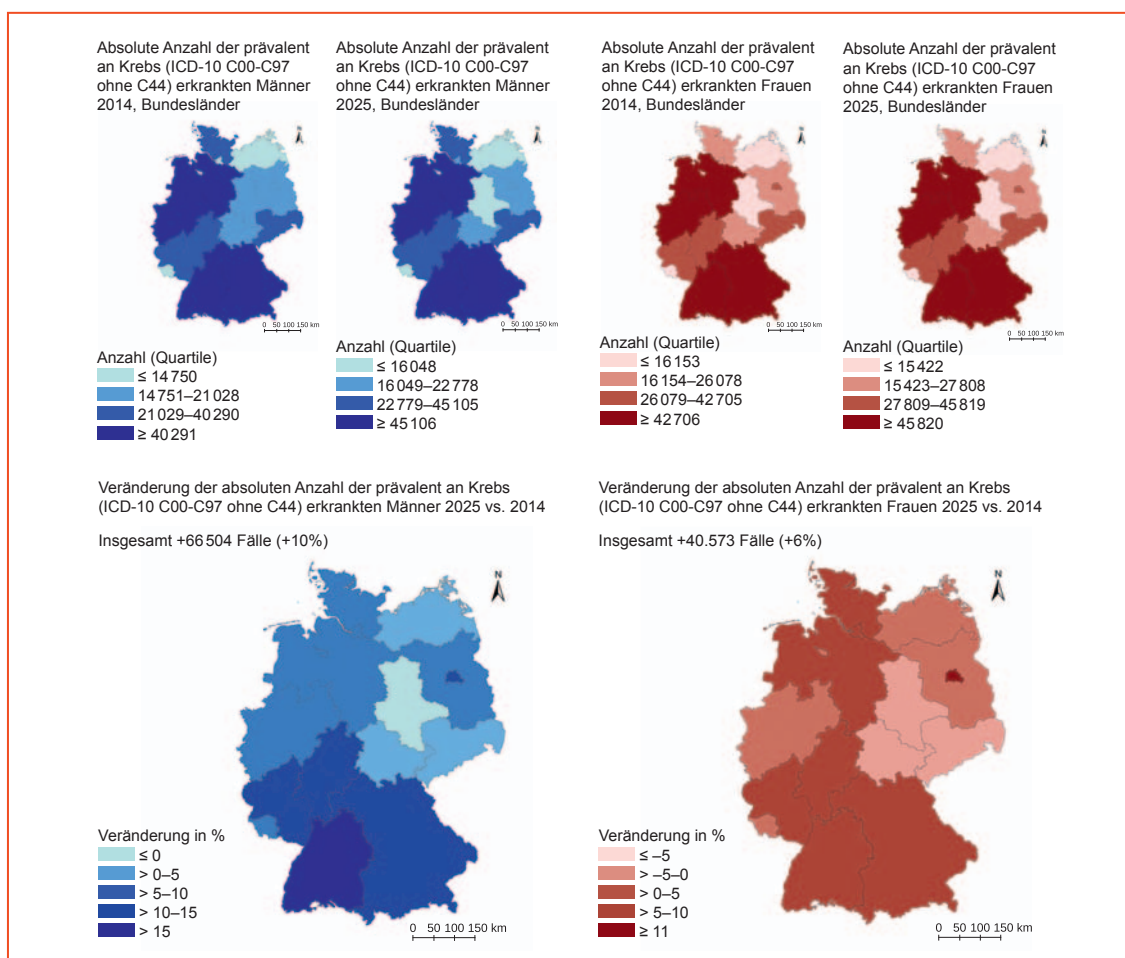 Absolute Anzahl der prävalent
an Krebs (ICD-10 C00-C97
ohne C44) erkrankten Männer
2014, Bundesländer
N
0 50 100 150 km
Anzahl (Quartile)
≤ 14 750
14 751–21 028
21 029–40 290
≥ 40 291
Absolute Anzahl der prävalent
an Krebs (ICD-10 C00-C97
ohne C44) erkrankten Männer
2025, Bundesländer
N
0 50 100 150 km
Anzahl (Quartile)
≤ 16 048
16 049–22 778
22 779–45 105
≥ 45 106
Absolute Anzahl der prävalent
an Krebs (ICD-10 C00-C97
ohne C44) erkrankten Frauen
2014, Bundesländer
N
0 50 100 150 km
Anzahl (Quartile)
≤ 16 153
16 154–26 078
26 079–42 705
≥ 42 706
Absolute Anzahl der prävalent
an Krebs (ICD-10 C00-C97
ohne C44) erkrankten Frauen
2025, Bundesländer
N
0 50 100 150 km
Anzahl (Quartile)
≤ 15 422
15 423–27 808
27 809–45 819
≥ 45 820
Veränderung der absoluten Anzahl der prävalent an Krebs
(ICD-10 C00-C97 ohne C44) erkrankten Männer 2025 vs. 2014
Insgesamt +66 504 Fälle (+10%)
N
Veränderung in %
≤ 0
> 0–5
> 5–10
> 10–15
> 15
0 50 100 150 km
Veränderung der absoluten Anzahl der prävalent an Krebs
(ICD-10 C00-C97 ohne C44) erkrankten Frauen 2025 vs. 2014
Insgesamt +40.573 Fälle (+6%)
N
Veränderung in %
≤ –5
> –5–0
> 0–5
> 5–10
≥ 11
0 50 100 150 km